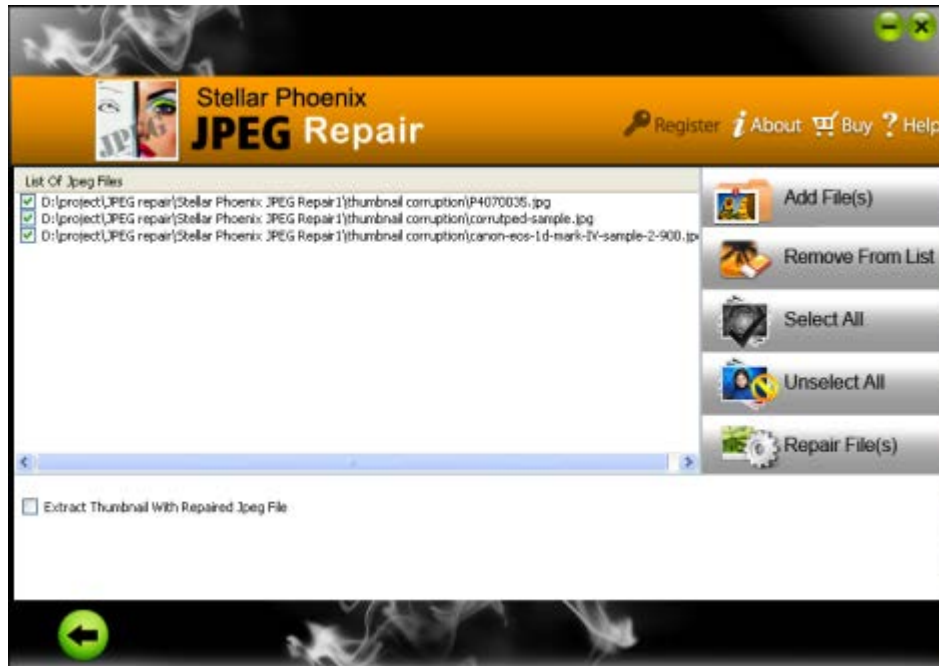 Stellar Phoenix
JPEG Repair
JPEG
Register About Buy ? Help
List Of Jpeg Files
D:\project\JPEG repair\Stellar Phoenix JPEG Repair1\thumbnail corruption\P4070035.jpg
D:\project\JPEG repair\Stellar Phoenix JPEG Repair1\thumbnail corruption\corrutped-sample.jpg
D:\project\JPEG repair\Stellar Phoenix JPEG Repair1\thumbnail corruption\canon-eos-1d-mark-IV-sample-2-900.jp
Add File(s)
Remove From List
Select All
Unselect All
Repair File(s)
Extract Thumbnail With Repaired Jpeg File